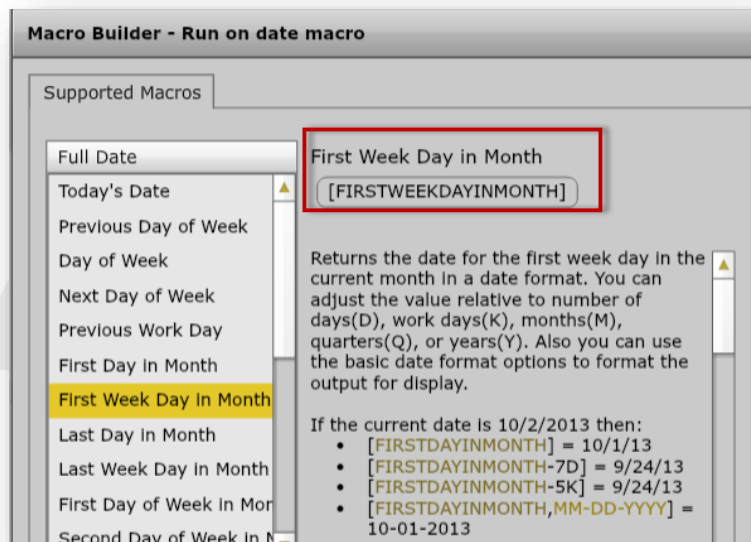 Macro Builder - Run on date macro
Supported Macros
Full Date
Today's Date
Previous Day of Week
Day of Week
Next Day of Week
Previous Work Day
First Day in Month
First Week Day in Month
Last Day in Month
Last Week Day in Month
First Day of Week in Mor
Second Day of Week in
First Week Day in Month
[FIRSTWEEKDAYINMONTH]
Returns the date for the first week day in the
current month in a date format. You can
adjust the value relative to number of
days(D), work days(K), months(M),
quarters(Q), or years(Y). Also you can use
the basic date format options to format the
output for display.
If the current date is 10/2/2013 then:
• [FIRSTDAYINMONTH] = 10/1/13
• [FIRSTDAYINMONTH-7D] = 9/24/13
• [FIRSTDAYINMONTH-5K] = 9/24/13
• [FIRSTDAYINMONTH,MM-DD-YYYY] =
10-01-2013